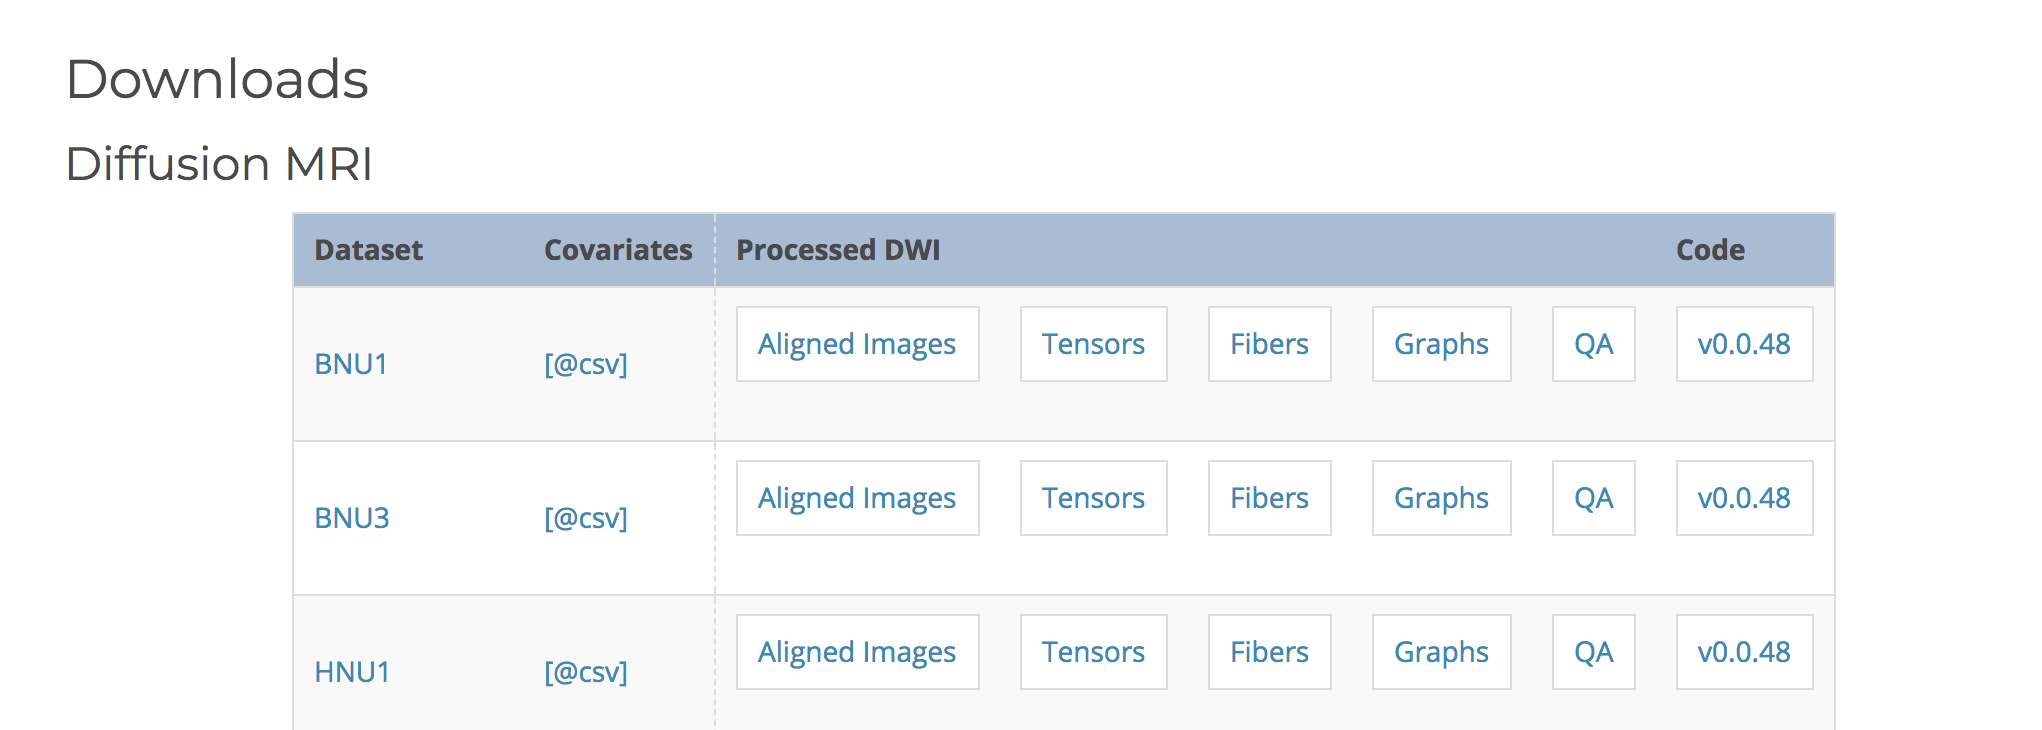 Downloads
Diffusion MRI
Dataset Covariates Processed DWI Code
BNU1 [@csv] Aligned Images Tensors Fibers Graphs QA v0.0.48
BNU3 [@csv] Aligned Images Tensors Fibers Graphs QA v0.0.48
HNU1 [@csv] Aligned Images Tensors Fibers Graphs QA v0.0.48